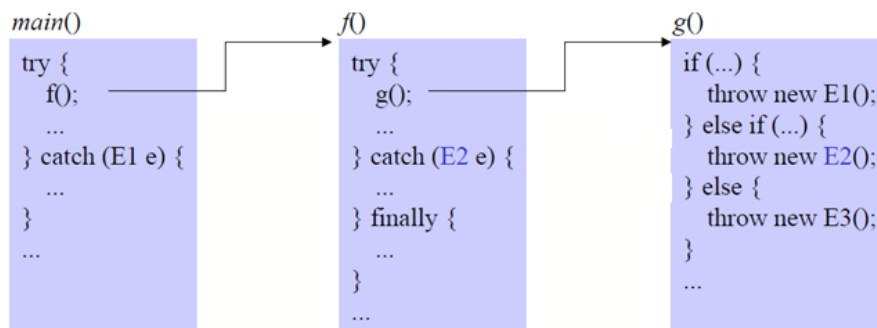 main()
try {
f();
...
} catch (E1 e) {
...
}
...
f()
try {
g();
...
} catch (E2 e) {
...
} finally {
...
}
...
g()
if (...) {
throw new E1();
} else if (...) {
throw new E2();
} else {
throw new E3();
}
...